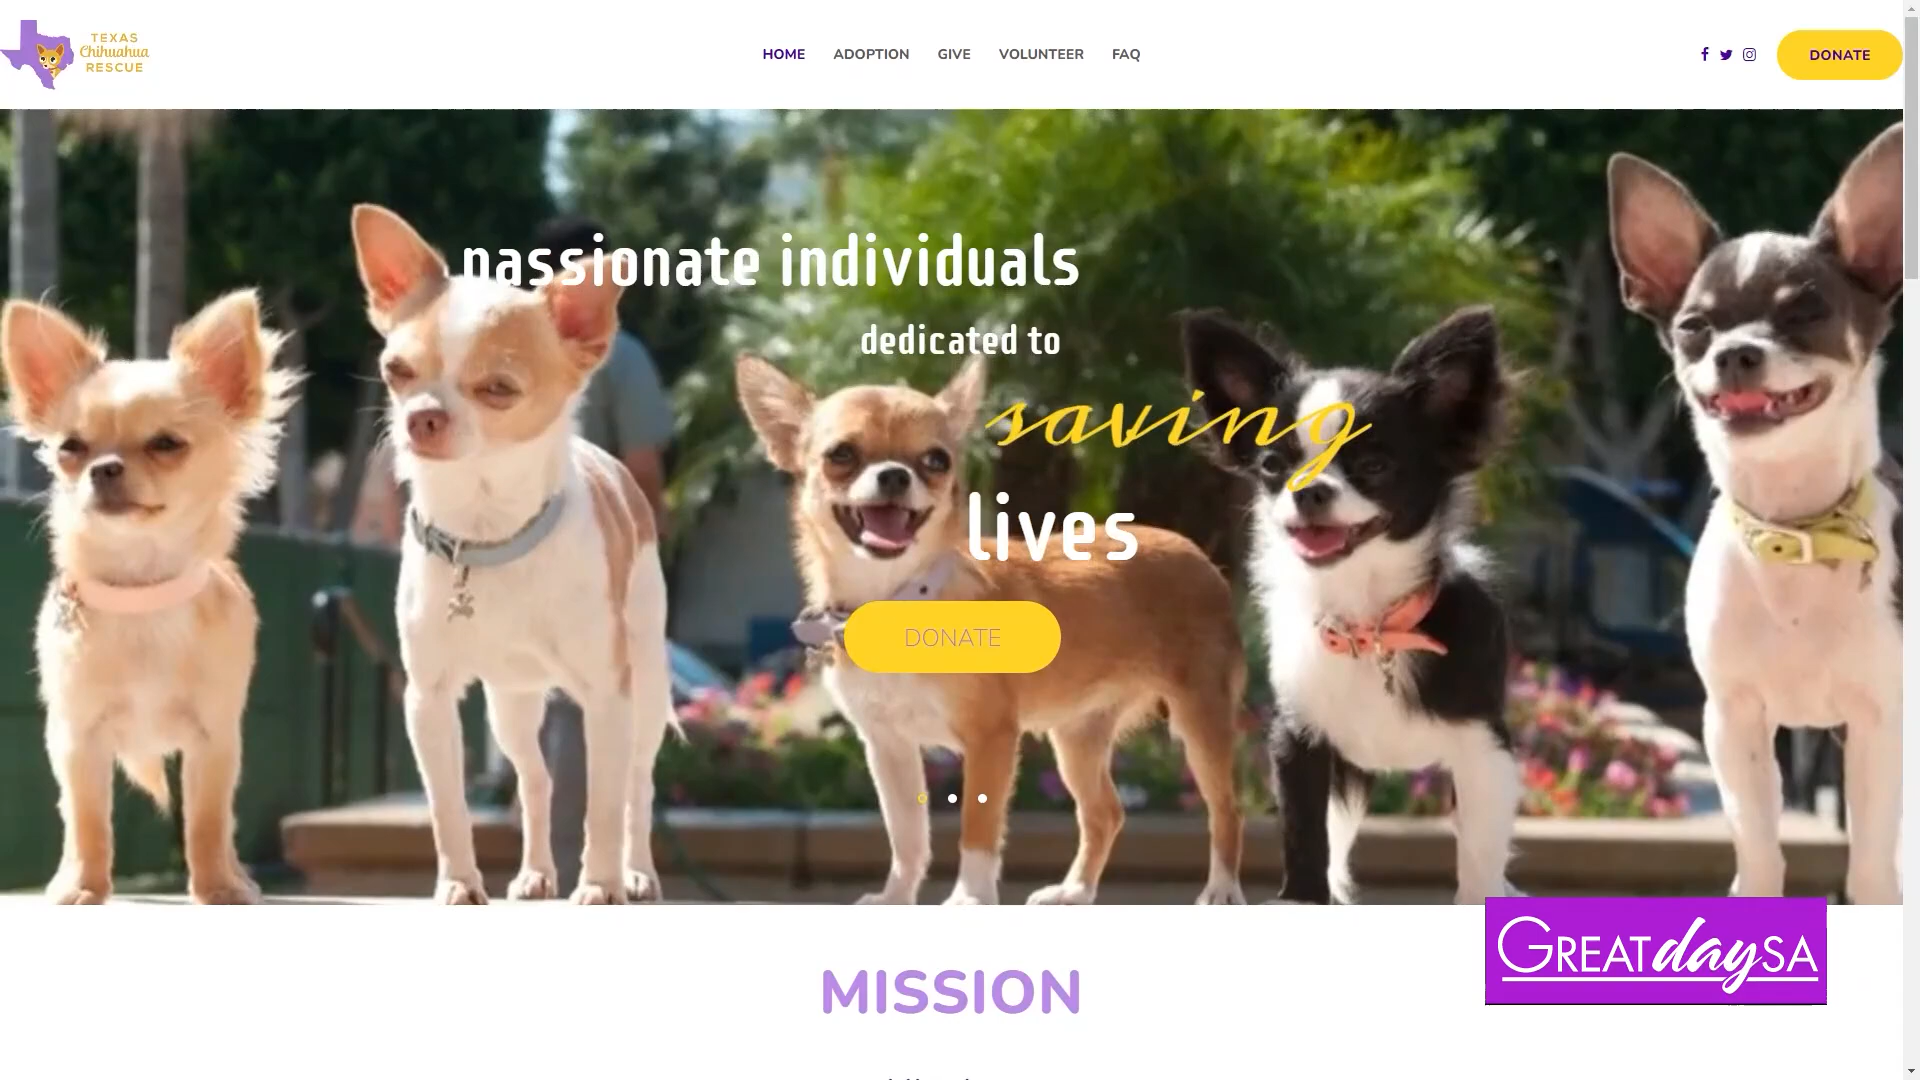 TEXAS
Chihuahua
RESCUE
HOME ADOPTION GIVE VOLUNTEER FAQ
DONATE
passionate individuals
dedicated to
saving
lives
DONATE
GREATdaySA
MISSION